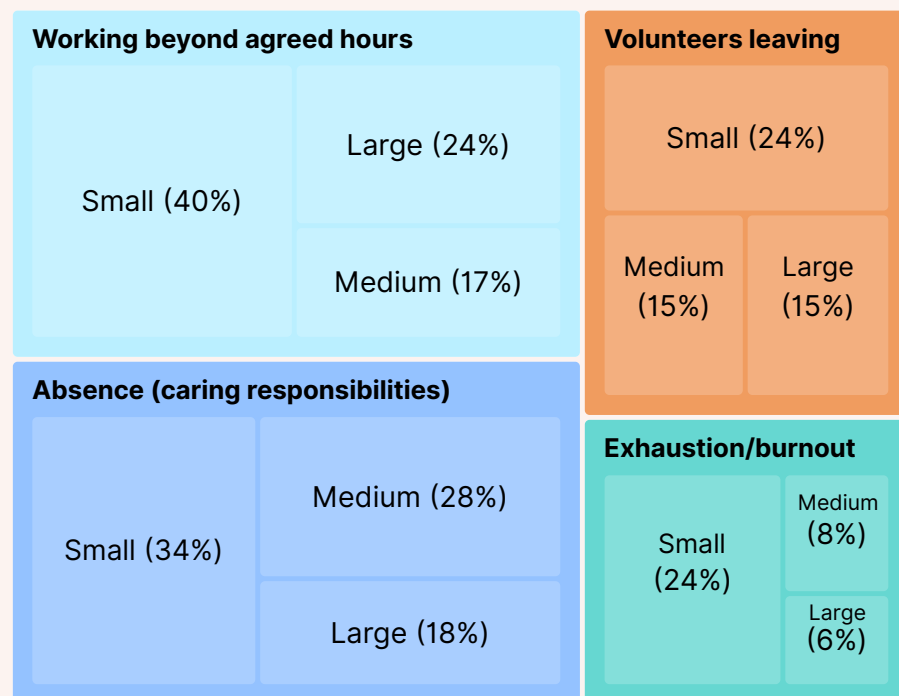 Working beyond agreed hours
Small (40%)
Large (24%)
Medium (17%)
Volunteers leaving
Small (24%)
Medium
(15%)
Large
(15%)
Absence (caring responsibilities)
Small (34%)
Medium (28%)
Large (18%)
Exhaustion/burnout
Small
(24%)
Medium
(8%)
Large
(6%)